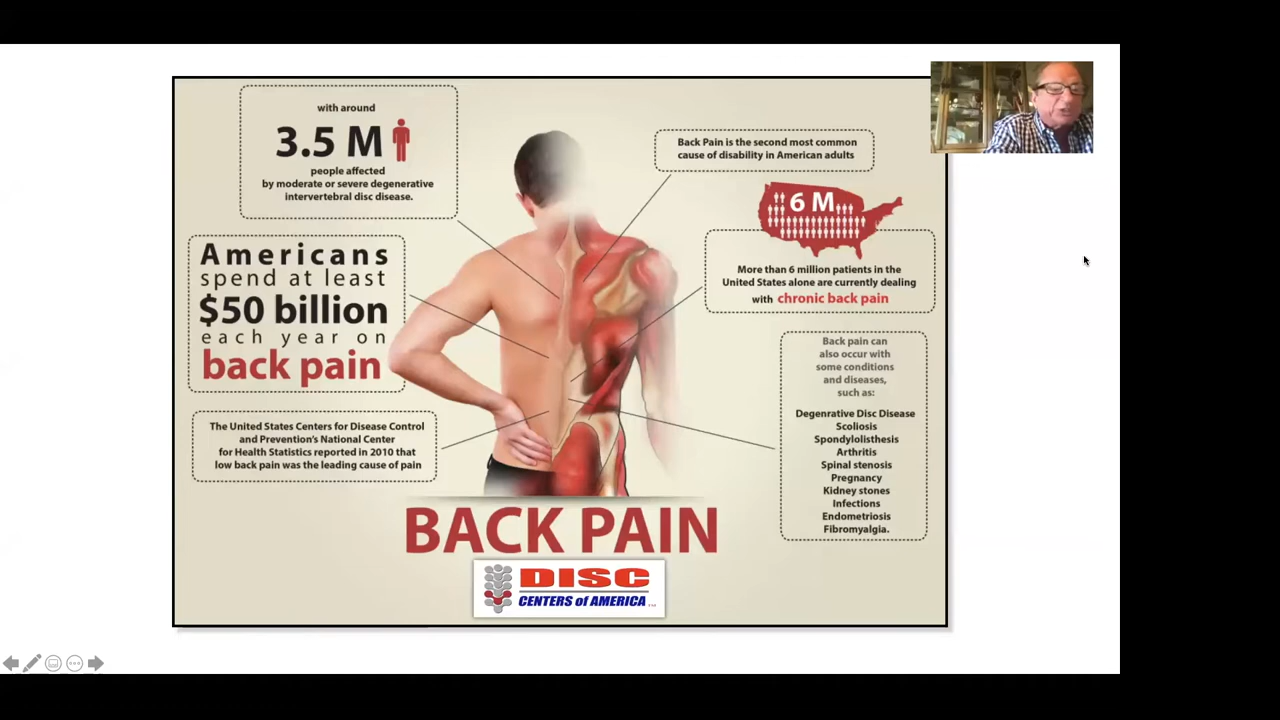 with around
3.5 M
people affected
by moderate or severe degenerative
intervertebral disc disease.
Americans
spend at least
$50 billion
each year on
back pain
The United States Centers for Disease Control
and Prevention's National Center
for Health Statistics reported in 2010 that
low back pain was the leading cause of pain
Back Pain is the second most common
cause of disability in American adults
6 M
More than 6 million patients in the
United States alone are currently dealing
with chronic back pain
Back pain can
also occur with
some conditions
and diseases,
such as:
Degenrative Disc Disease
Scoliosis
Spondylolisthesis
Arthritis
Spinal stenosis
Pregnancy
Kidney stones
Infections
Endometriosis
Fibromyalgia.
BACK PAIN
DISC
CENTERS of AMERICA